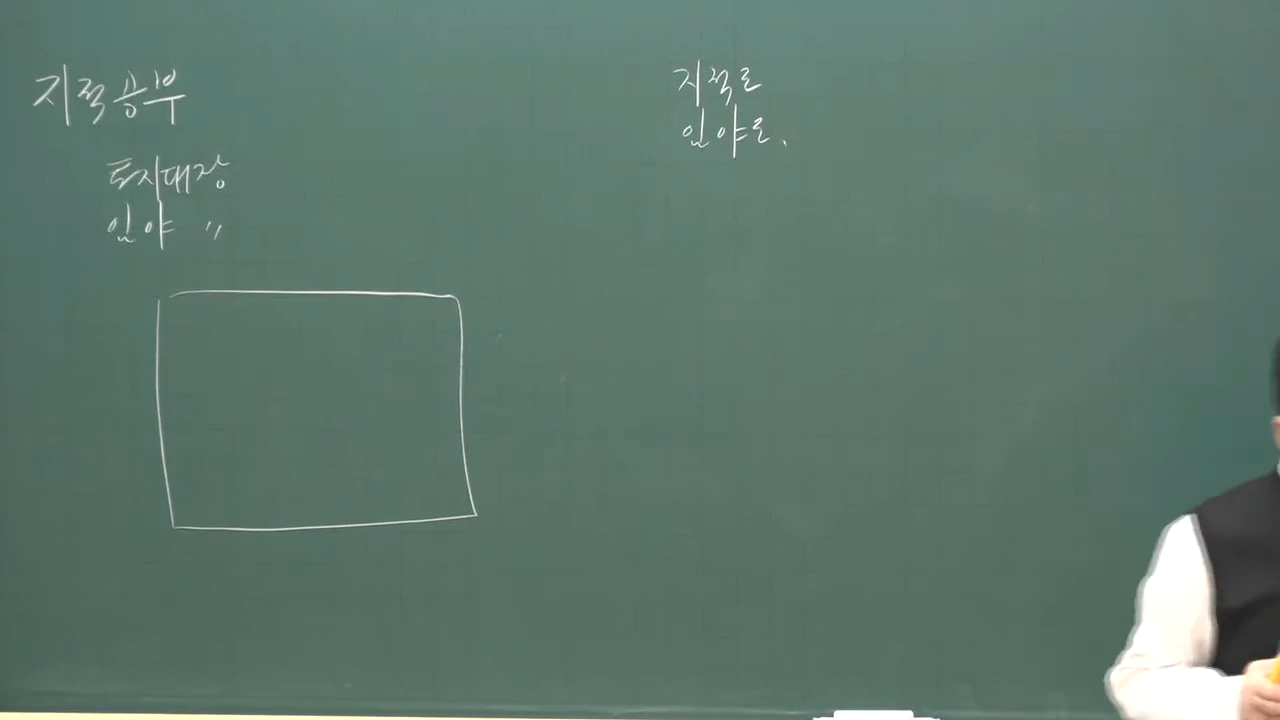 지적공부
토지대장
임야 〃
지적도
임야도.